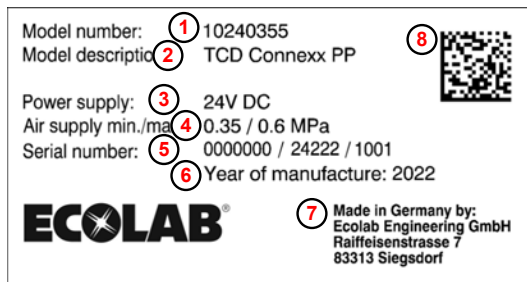 Model number: 1 10240355 8
Model descriptio 2 TCD Connexx PP
Power supply: 3 24V DC
Air supply min./ma 4 0.35 / 0.6 MPa
Serial number: 5 0000000 / 24222 / 1001
6 Year of manufacture: 2022
ECOLAB®
7 Made in Germany by:
Ecolab Engineering GmbH
Raiffeisenstrasse 7
83313 Siegsdorf